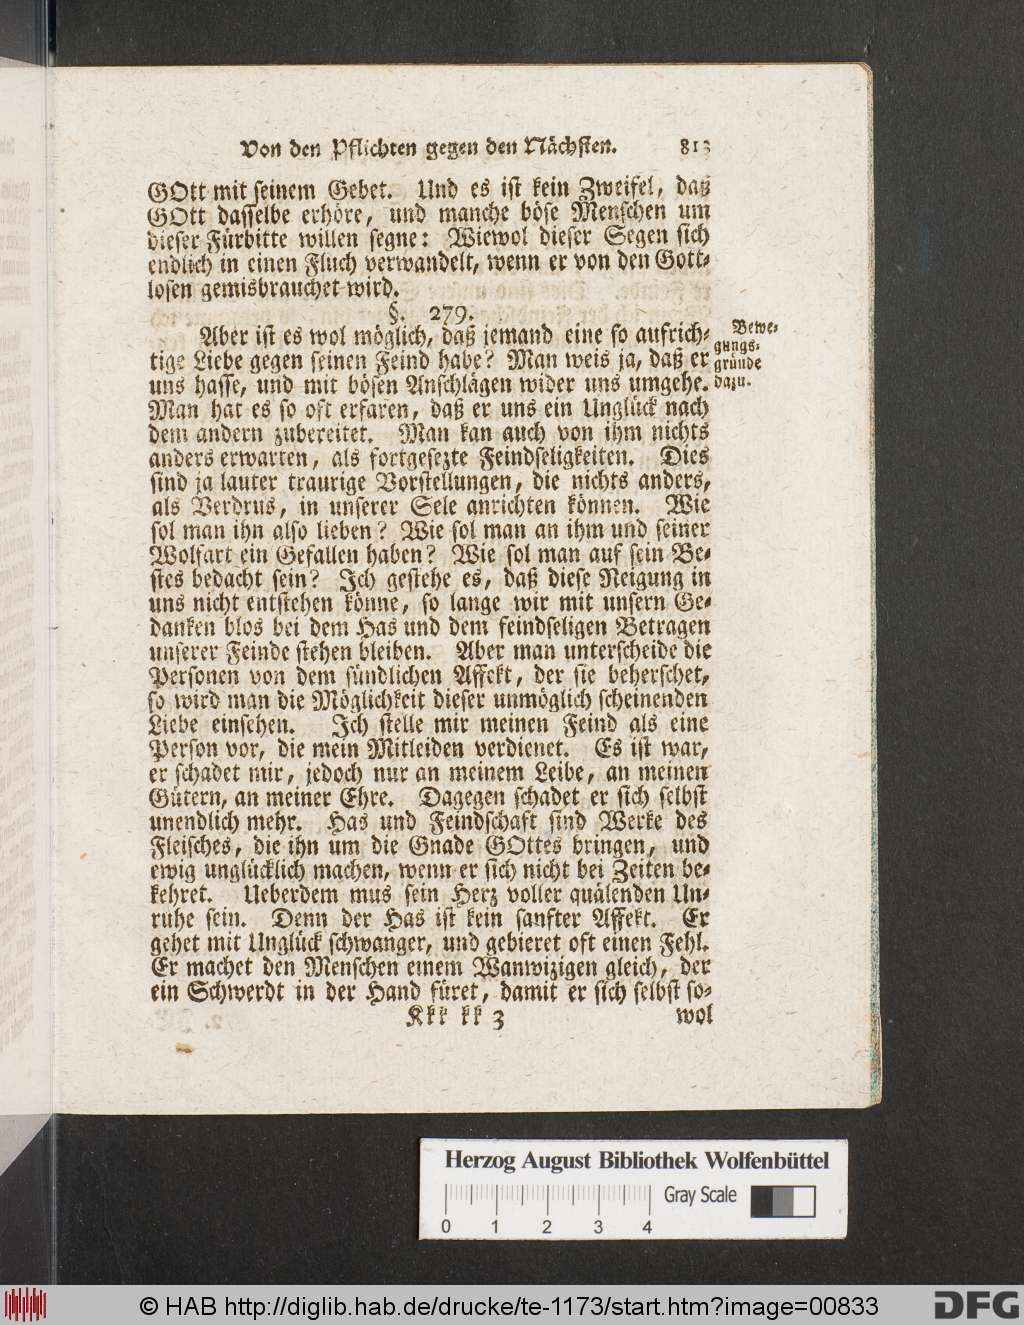 Von den Pflichten gegen den Nächsten. 813
GOtt mit seinem Gebet. Und es ist kein Zweifel, daß
GOtt dasselbe erhöre, und manche böse Menschen um
dieser Fürbitte willen segne: Wiewol dieser Segen sich
endlich in einen Fluch verwandelt, wenn er von den Gott-
losen gemisbrauchet wird.
§. 279.
Aber ist es wol möglich, daß jemand eine so aufrich-
tige Liebe gegen seinen Feind habe? Man weis ja, daß er
uns hasse, und mit bösen Anschlägen wider uns umgehe.
Man hat es so oft erfaren, daß er uns ein Unglück nach
dem andern zubereitet. Man kan auch von ihm nichts
anders erwarten, als fortgesezte Feindseligkeiten. Dies
sind ja lauter traurige Vorstellungen, die nichts anders,
als Verdrus, in unserer Sele anrichten können. Wie
sol man ihn also lieben? Wie sol man an ihm und seiner
Wolfart ein Gefallen haben? Wie sol man auf sein Be-
stes bedacht sein? Ich gestehe es, daß diese Neigung in
uns nicht entstehen könne, so lange wir mit unsern Ge-
danken blos bei dem Has und dem feindseligen Betragen
unserer Feinde stehen bleiben. Aber man unterscheide die
Personen von dem sündlichen Affekt, der sie beherschet,
so wird man die Möglichkeit dieser unmöglich scheinenden
Liebe einsehen. Ich stelle mir meinen Feind als eine
Person vor, die mein Mitleiden verdienet. Es ist war,
er schadet mir, jedoch nur an meinem Leibe, an meinen
Gütern, an meiner Ehre. Dagegen schadet er sich selbst
unendlich mehr. Has und Feindschaft sind Werke des
Fleisches, die ihn um die Gnade GOttes bringen, und
ewig unglücklich machen, wenn er sich nicht bei Zeiten be-
kehret. Ueberdem mus sein Herz voller quälenden Un-
ruhe sein. Denn der Has ist kein sanfter Affekt. Er
gehet mit Unglück schwanger, und gebieret oft einen Fehl.
Er machet den Menschen einem Wanwizigen gleich, der
ein Schwerdt in der Hand füret, damit er sich selbst so-
Kkk kk 3 wol
Bewe-
gungs-
gründe
dazu.
Herzog August Bibliothek Wolfenbüttel
Gray Scale
0 1 2 3 4
© HAB http://diglib.hab.de/drucke/te-1173/start.htm?image=00833
DFG